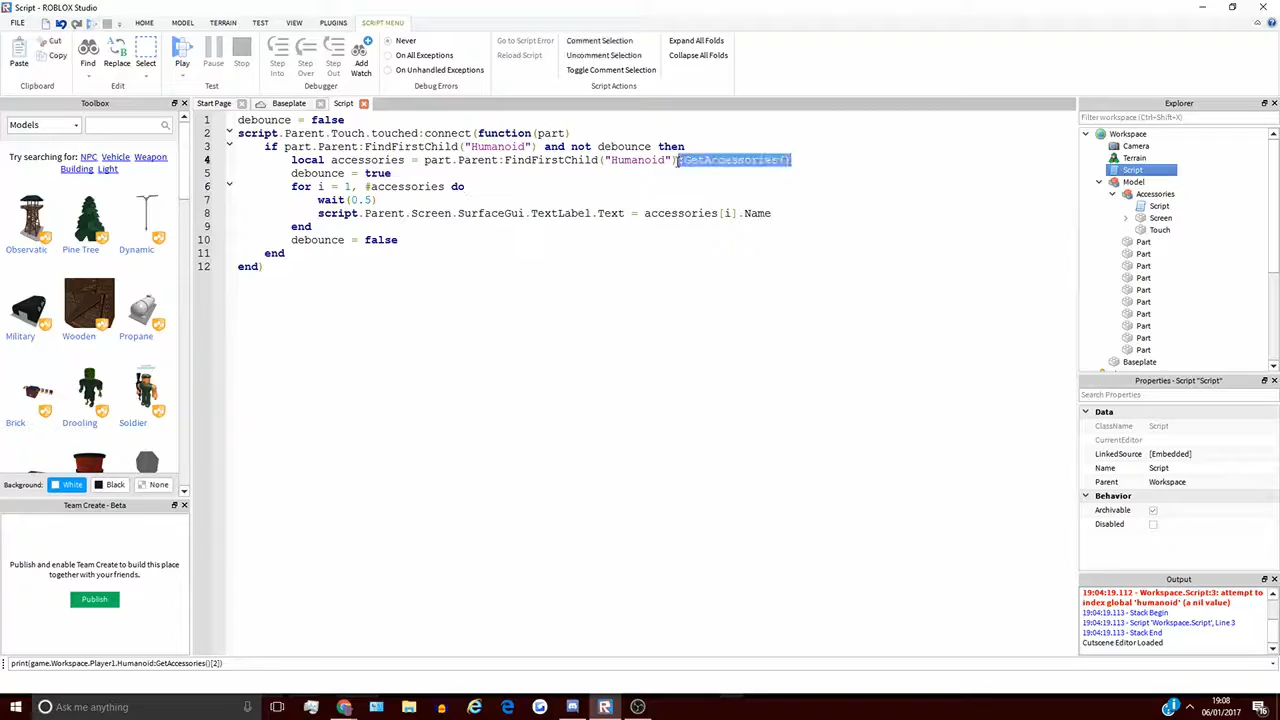 Script - ROBLOX Studio
FILE
HOME
MODEL
TERRAIN
TEST
VIEW
PLUGINS
SCRIPT MENU
Paste
Cut
Copy
Clipboard
Find
Replace
Select
Edit
Play
Pause
Stop
Test
Step Into
Step Over
Step Out
Add Watch
Debugger
Never
On All Exceptions
On Unhandled Exceptions
Debug Errors
Go to Script Error
Reload Script
Comment Selection
Uncomment Selection
Toggle Comment Selection
Script Actions
Expand All Folds
Collapse All Folds
Toolbox
Models
Try searching for: NPC Vehicle Weapon
Building Light
Observatic
Pine Tree
Dynamic
Military
Wooden
Propane
Brick
Drooling
Soldier
Background: White Black None
Team Create - Beta
Publish and enable Team Create to build this place
together with your friends.
Publish
Start Page
Baseplate
Script
1 debounce = false
2 script.Parent.Touch.touched:connect(function(part)
3 if part.Parent:FindFirstChild("Humanoid") and not debounce then
4 local accessories = part.Parent:FindFirstChild("Humanoid"):GetAccessories()
5 debounce = true
6 for i = 1, #accessories do
7 wait(0.5)
8 script.Parent.Screen.SurfaceGui.TextLabel.Text = accessories[i].Name
9 end
10 debounce = false
11 end
12 end)
Explorer
Filter workspace (Ctrl+Shift+X)
Workspace
Camera
Terrain
Script
Model
Accessories
Script
Screen
Touch
Part
Part
Part
Part
Part
Part
Part
Part
Part
Part
Baseplate
Properties - Script "Script"
Search Properties
Data
ClassName Script
CurrentEditor
LinkedSource [Embedded]
Name Script
Parent Workspace
Behavior
Archivable
Disabled
Output
19:04:19.112 - Workspace.Script:3: attempt to
index global 'humanoid' (a nil value)
19:04:19.113 - Stack Begin
19:04:19.113 - Script 'Workspace.Script', Line 3
19:04:19.113 - Stack End
Cutscene Editor Loaded
print(game.Workspace.Player1.Humanoid:GetAccessories()[2])
Ask me anything
19:08
06/01/2017